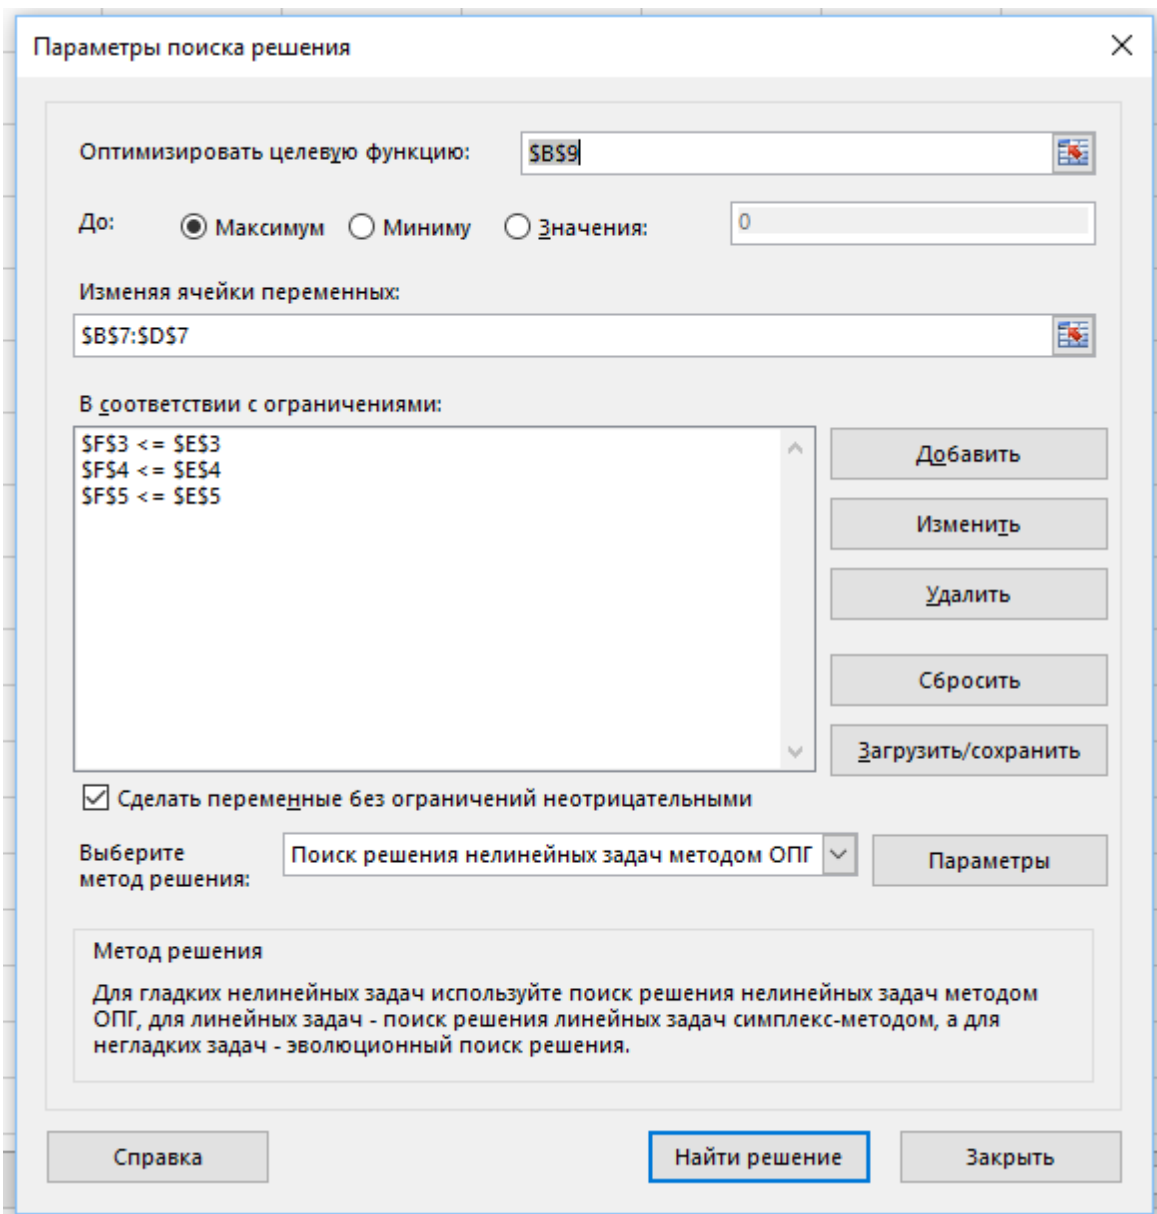 Параметры поиска решения
Оптимизировать целевую функцию: $B$9
До: Максимум Миниму Значения: 0
Изменяя ячейки переменных:
$B$7:$D$7
В соответствии с ограничениями:
$F$3 <= $E$3
$F$4 <= $E$4
$F$5 <= $E$5
Добавить
Изменить
Удалить
Сбросить
Загрузить/сохранить
Сделать переменные без ограничений неотрицательными
Выберите
метод решения:
Поиск решения нелинейных задач методом ОПГ
Параметры
Метод решения
Для гладких нелинейных задач используйте поиск решения нелинейных задач методом
ОПГ, для линейных задач - поиск решения линейных задач симплекс-методом, а для
негладких задач - эволюционный поиск решения.
Справка Найти решение Закрыть